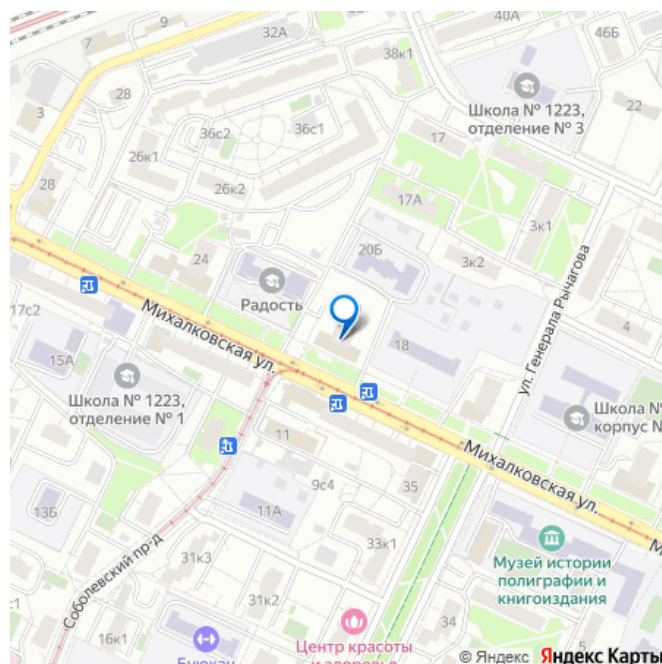 9
7
32А
40А
46Б
38к1
Школа № 1223,
отделение № 3
28
3
22
36с2
36с1
17
26к1
28
26к2
17А
3к1
ул. Генерала Рычагова
24
20Б
3к2
Радость
17с2
Михалковская ул.
4
15А
18
Школа № 1223,
отделение № 1
Школа №
корпус №
11
Михалковская ул.
9с4
35
13Б
11А
Соболевский пр-д
33к1
31к3
Музей истории
полиграфии и
книгоиздания
31к2
34
16к1
Центр красоты
© Яндекс Яндекс Карты